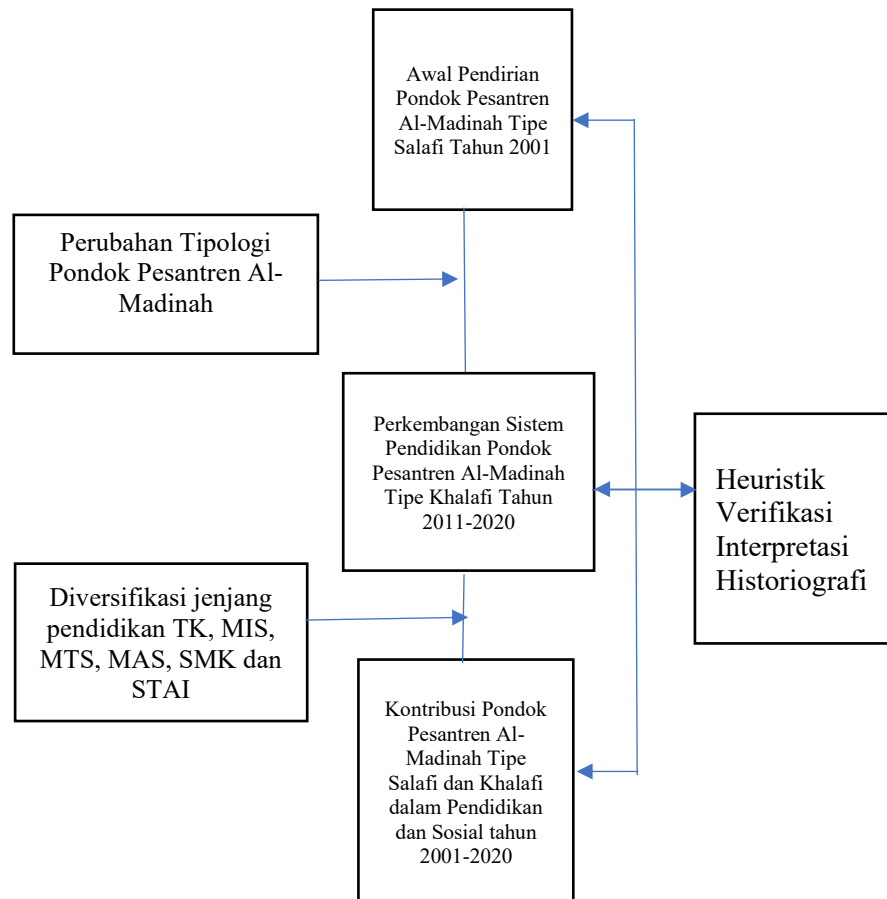 Awal Pendirian
Pondok Pesantren
Al-Madinah Tipe
Salafi Tahun 2001
Perubahan Tipologi
Pondok Pesantren Al-
Madinah
Perkembangan Sistem
Pendidikan Pondok
Pesantren Al-Madinah
Tipe Khalafi Tahun
2011-2020
Heuristik
Verifikasi
Interpretasi
Historiografi
Diversifikasi jenjang
pendidikan TK, MIS,
MTS, MAS, SMK dan
STAI
Kontribusi Pondok
Pesantren Al-
Madinah Tipe
Salafi dan Khalafi
dalam Pendidikan
dan Sosial tahun
2001-2020